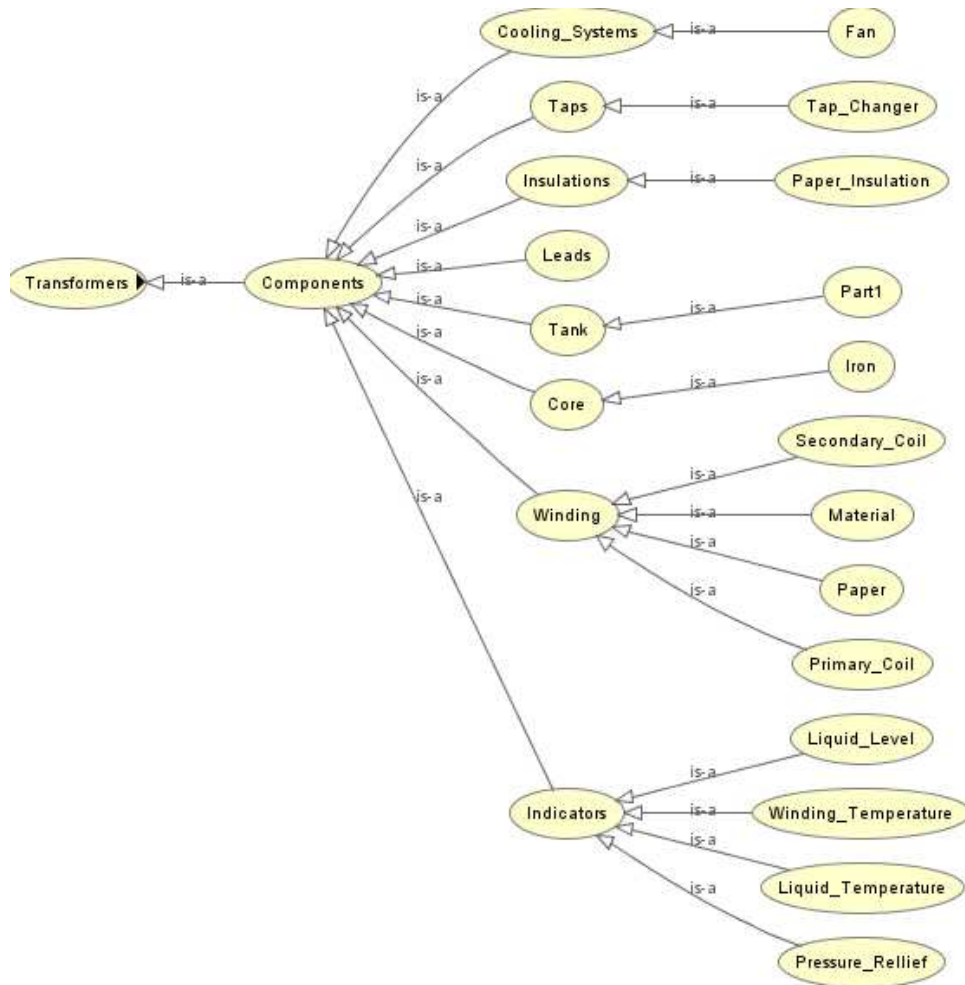 Cooling_Systems
is-a
Fan
is-a
Taps
is-a
Tap_Changer
is-a
Insulations
is-a
Paper_Insulation
is-a
Leads
is-a
Transformers
is-a
Components
is-a
Tank
is-a
Part1
is-a
Core
is-a
Iron
is-a
Winding
is-a
Secondary_Coil
is-a
Material
is-a
Paper
is-a
Primary_Coil
is-a
Indicators
is-a
Liquid_Level
is-a
Winding_Temperature
is-a
Liquid_Temperature
is-a
Pressure_Rellief